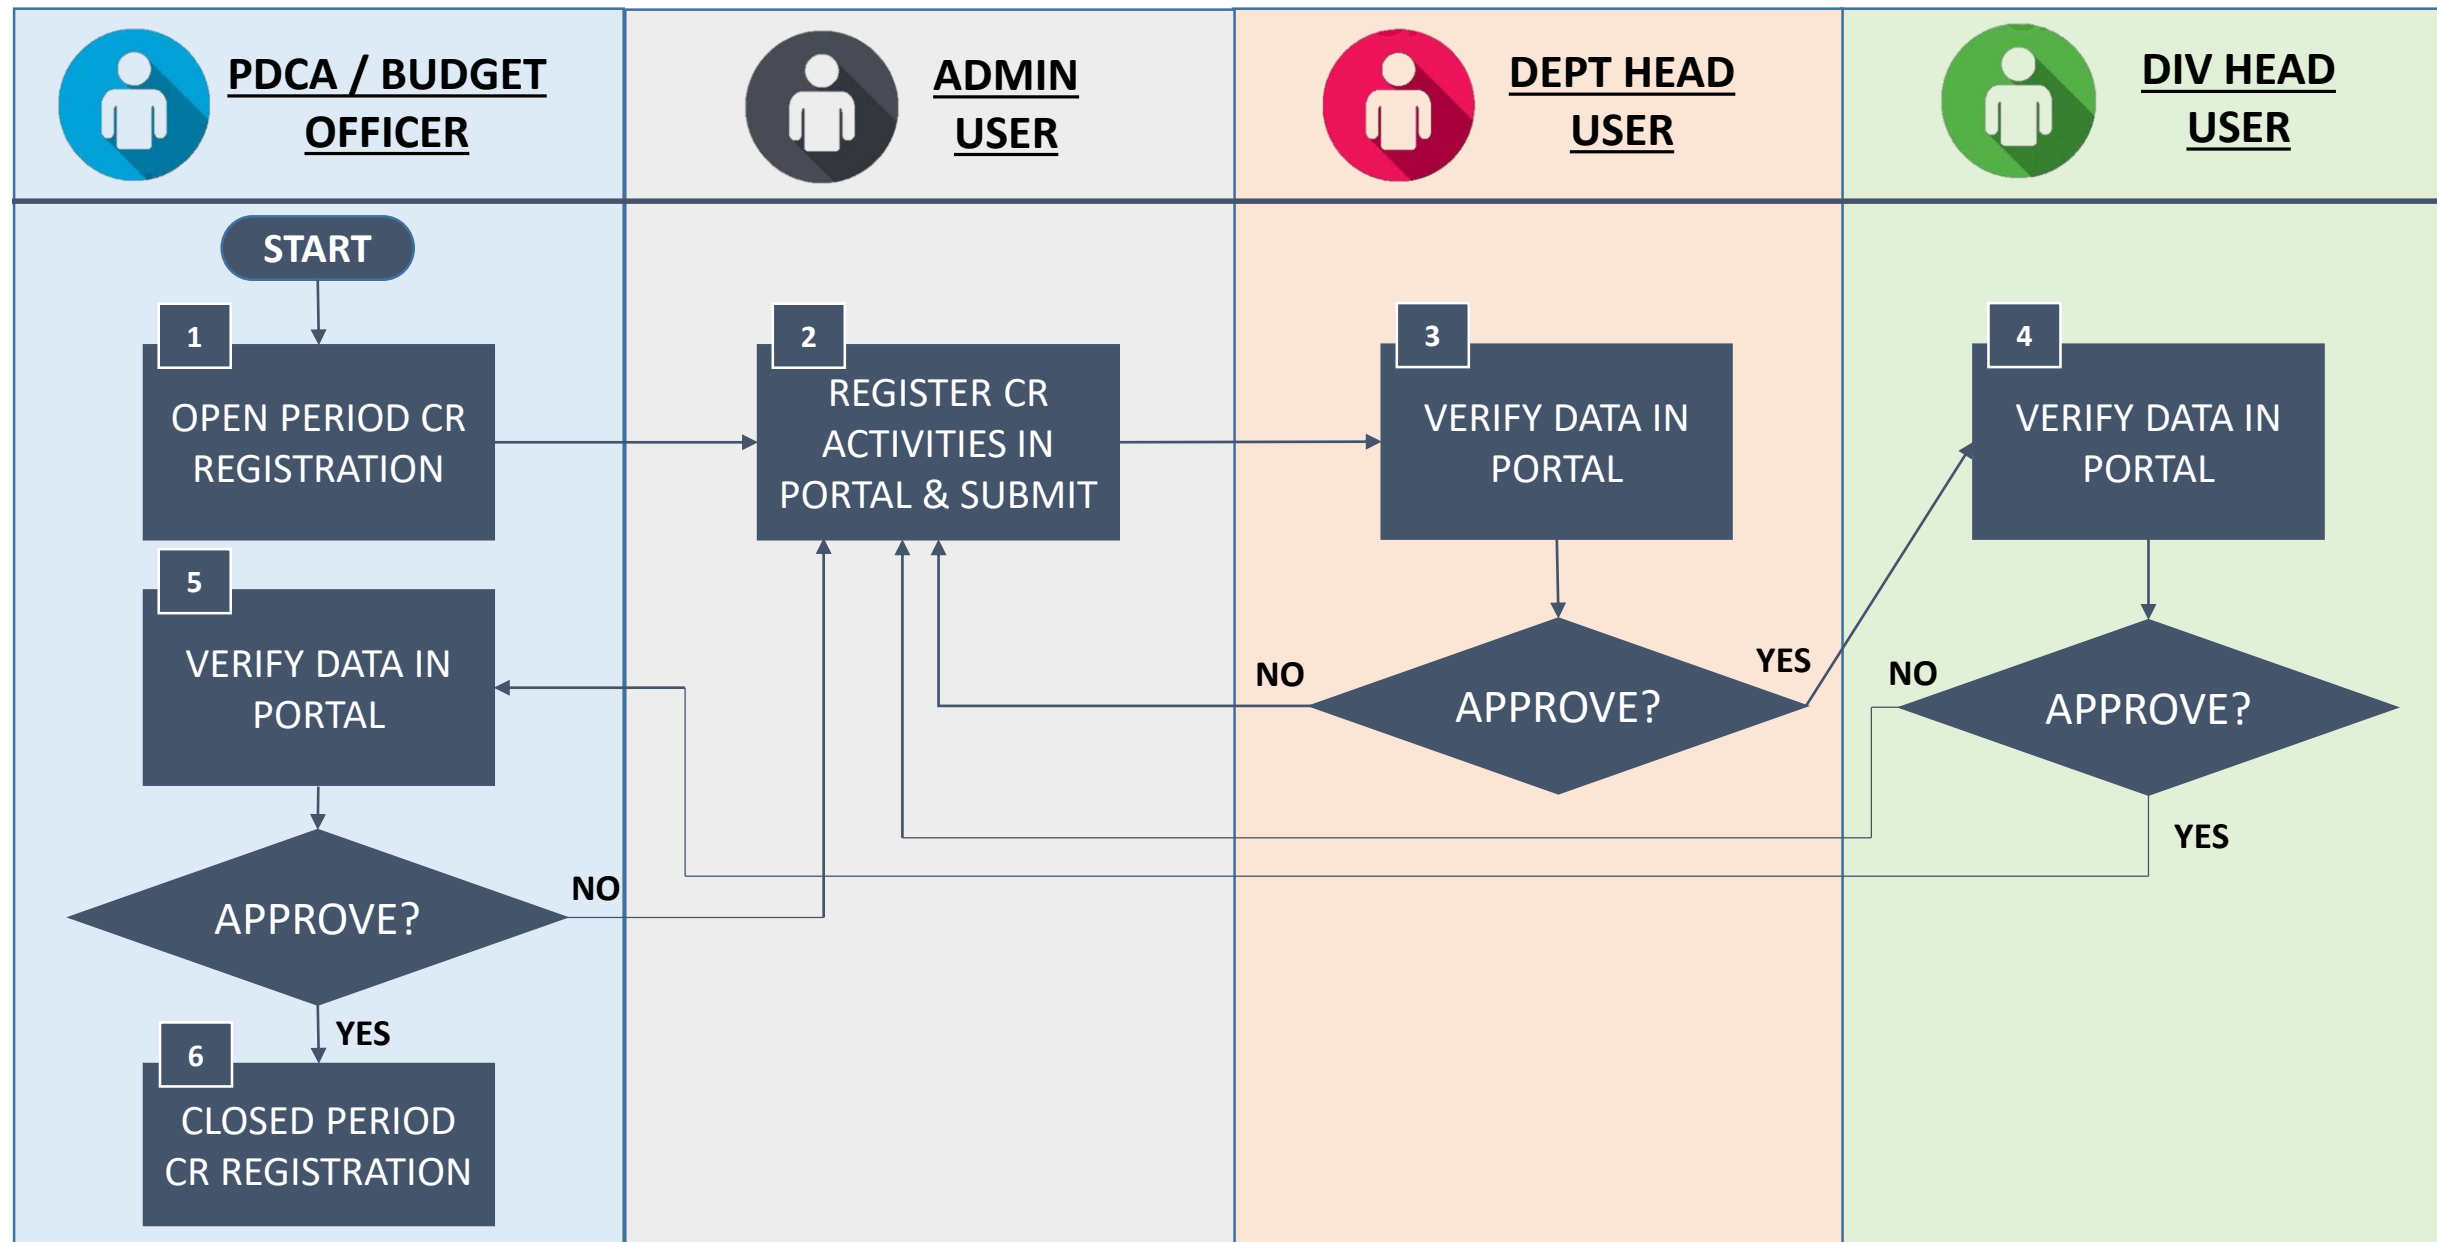 PDCA / BUDGET
OFFICER
ADMIN
USER
DEPT HEAD
USER
DIV HEAD
USER
START
1
OPEN PERIOD CR
REGISTRATION
2
REGISTER CR
ACTIVITIES IN
PORTAL & SUBMIT
3
VERIFY DATA IN
PORTAL
4
VERIFY DATA IN
PORTAL
5
VERIFY DATA IN
PORTAL
NO
APPROVE?
YES
NO
APPROVE?
YES
APPROVE?
NO
YES
6
CLOSED PERIOD
CR REGISTRATION